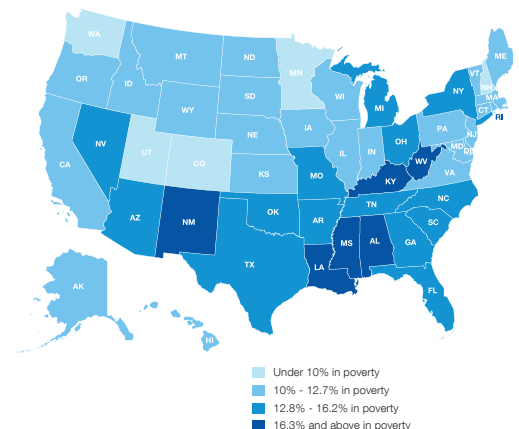 WA
ME
MT
ND
VT
MN
OR
NH
ID
WI
NY
MA
SD
MI
CT
RI
WY
PA
IA
NJ
NE
OH
NV
IL
IN
MD
UT
CO
WV
VA
CA
KS
MO
KY
NC
TN
OK
AZ
NM
AR
SC
MS
AL
GA
TX
LA
AK
FL
HI
Under 10% in poverty
10% - 12.7% in poverty
12.8% - 16.2% in poverty
16.3% and above in poverty